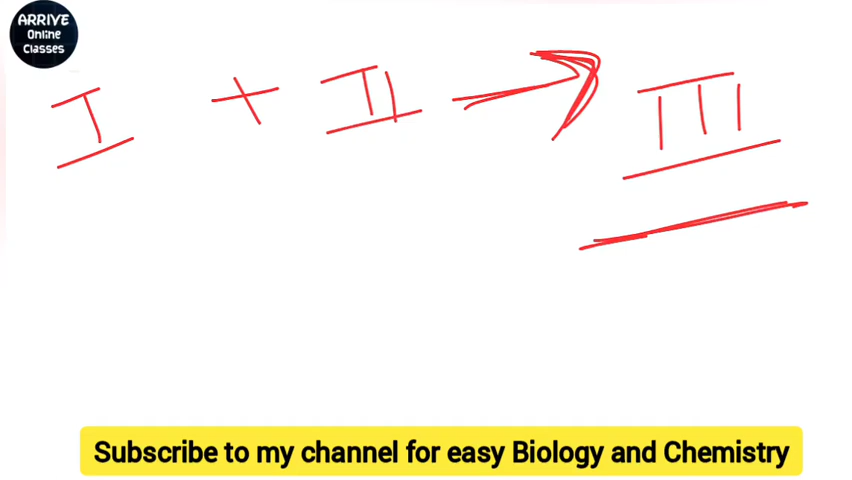 ARRIVE
Online
Classes
I + II → III
Subscribe to my channel for easy Biology and Chemistry